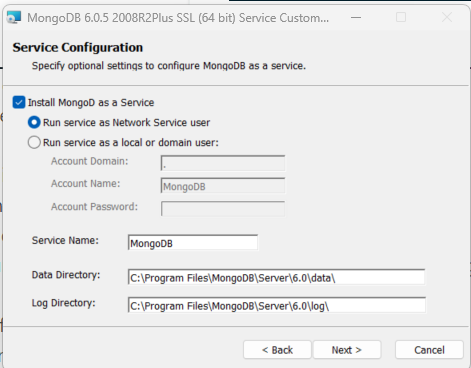 MongoDB 6.0.5 2008R2Plus SSL (64 bit) Service Custom...
Service Configuration
Specify optional settings to configure MongoDB as a service.
Install MongoD as a Service
Run service as Network Service user
Run service as a local or domain user:
Account Domain: .
Account Name: MongoDB
Account Password:
Service Name: MongoDB
Data Directory: C:\Program Files\MongoDB\Server\6.0\data\
Log Directory: C:\Program Files\MongoDB\Server\6.0\log\
< Back Next > Cancel